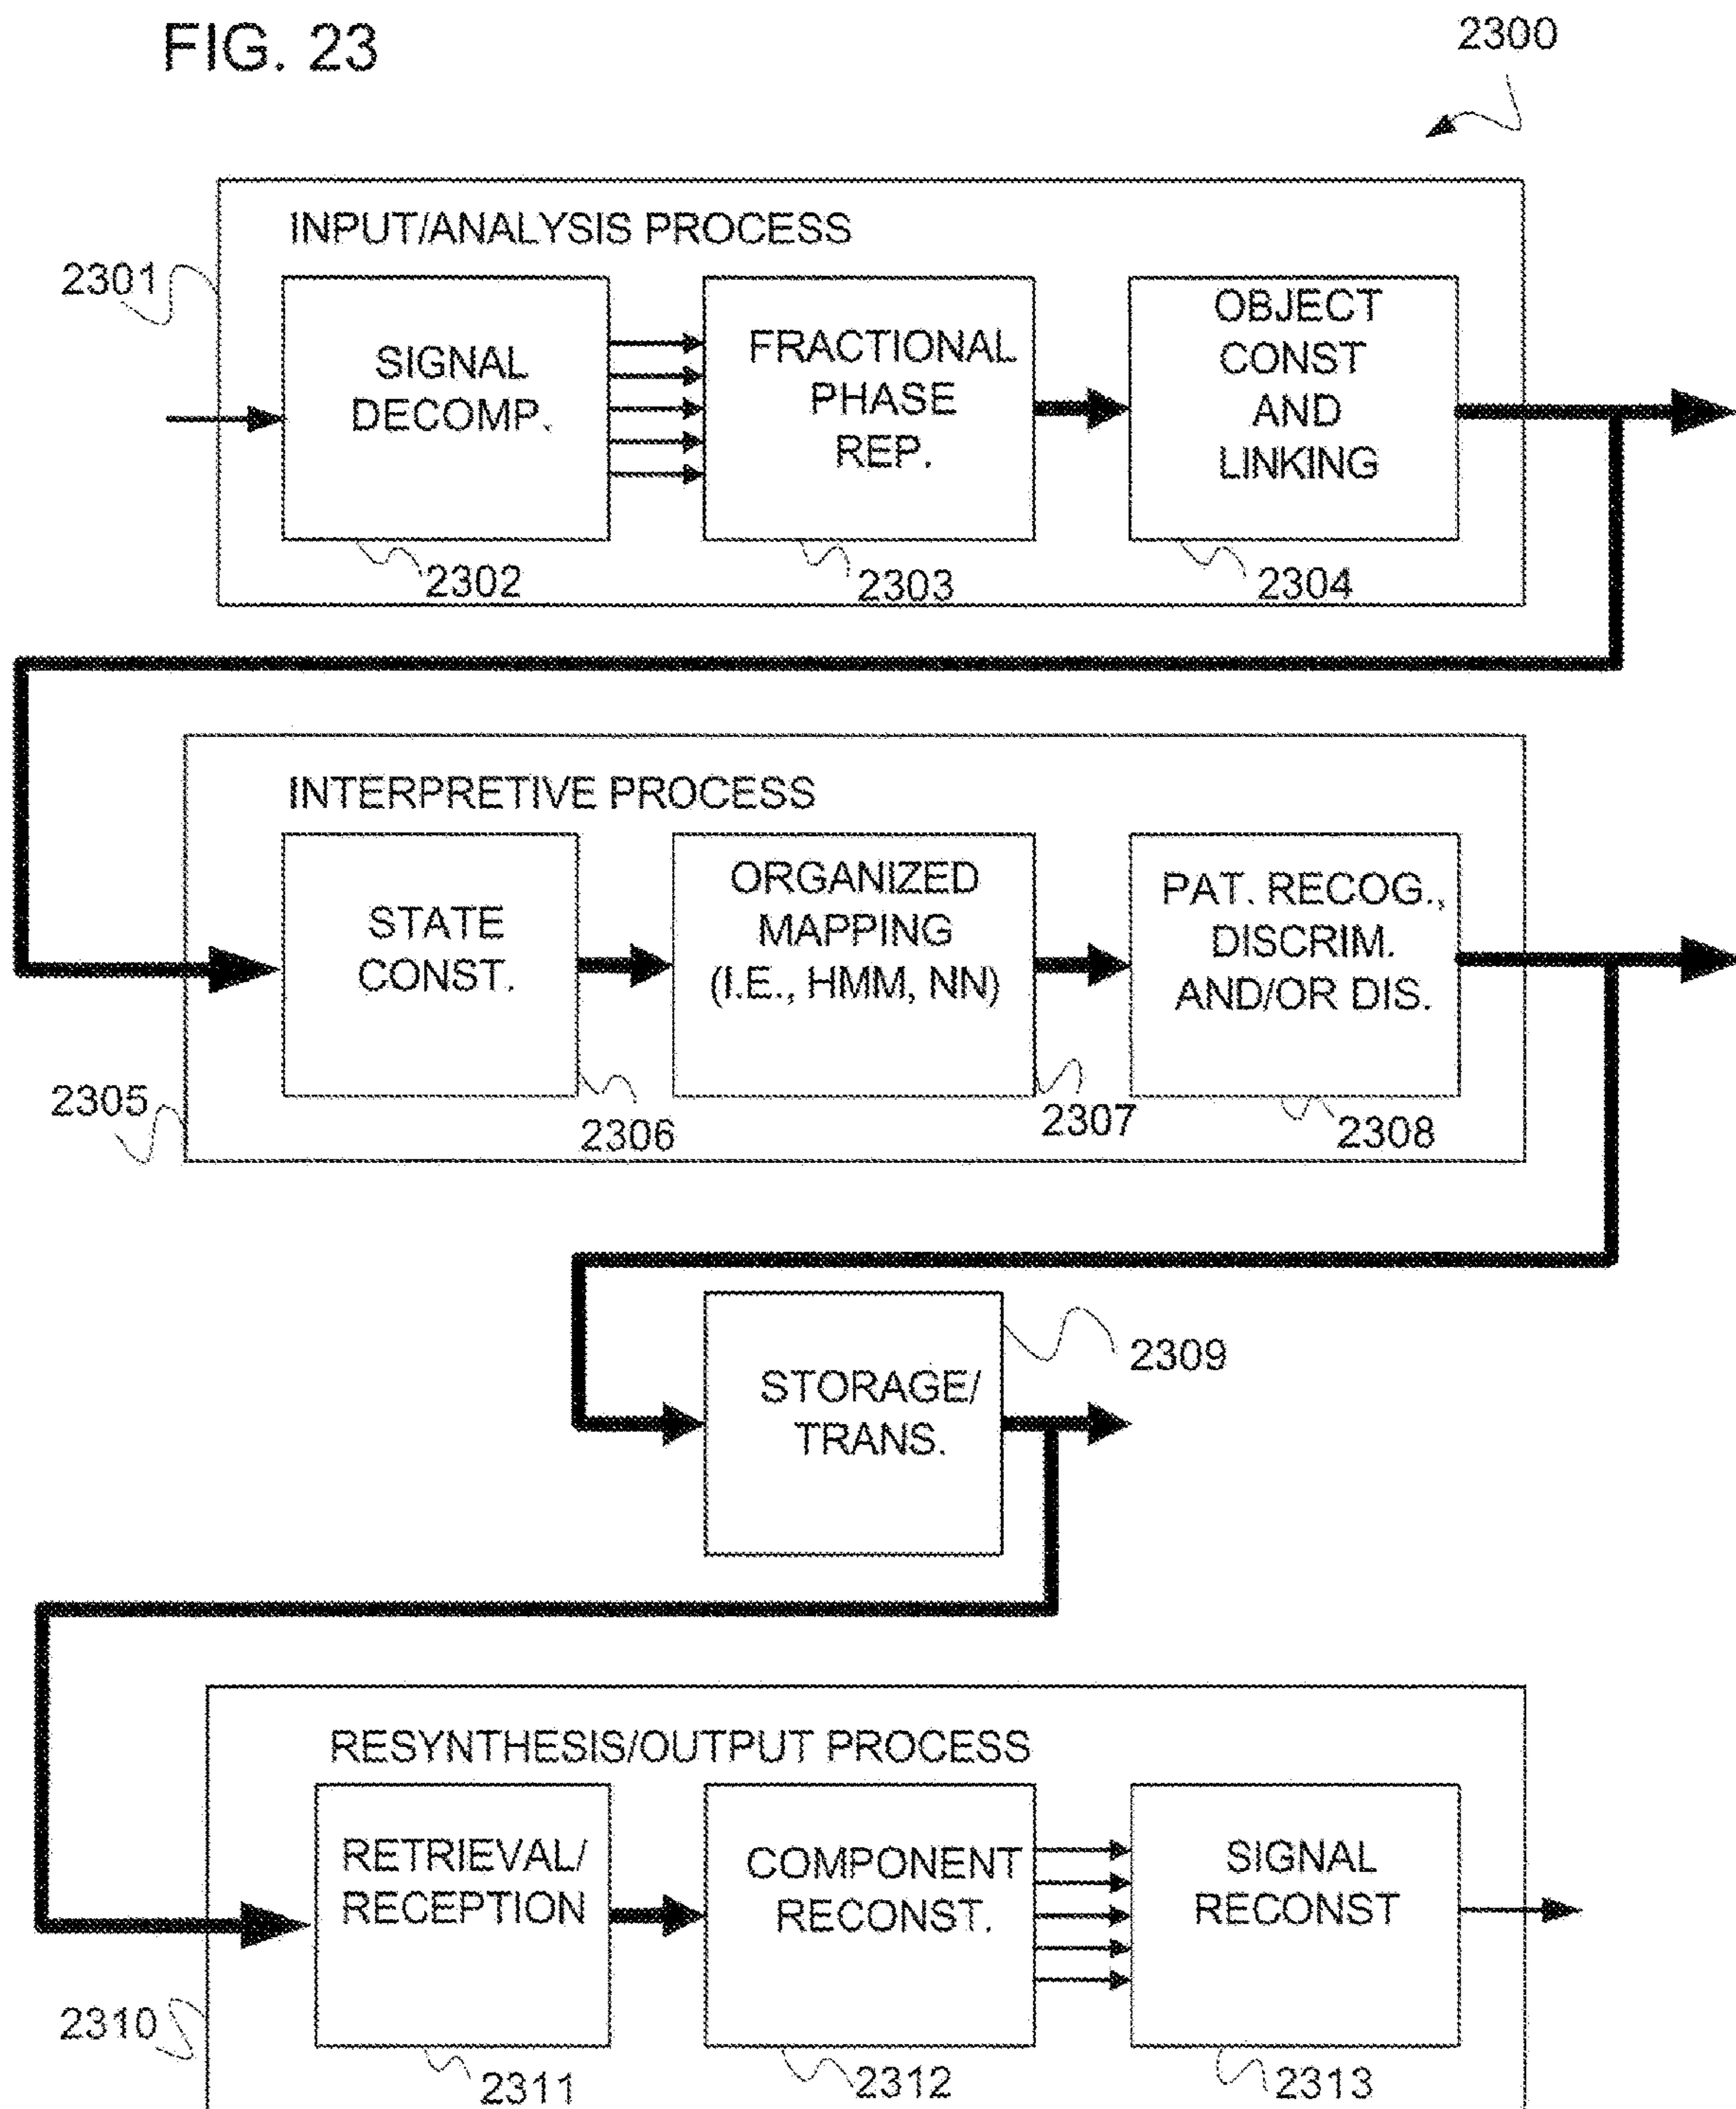 FIG. 23
2300
INPUT/ANALYSIS PROCESS
2301
SIGNAL
DECOMP.
2302
FRACTIONAL
PHASE
REP.
2303
OBJECT
CONST
AND
LINKING
2304
INTERPRETIVE PROCESS
2305
STATE
CONST.
2306
ORGANIZED
MAPPING
(I.E., HMM, NN)
2307
PAT. RECOG.,
DISCRIM.
AND/OR DIS.
2308
STORAGE/
TRANS.
2309
RESYNTHESIS/OUTPUT PROCESS
2310
RETRIEVAL/
RECEPTION
2311
COMPONENT
RECONST.
2312
SIGNAL
RECONST
2313